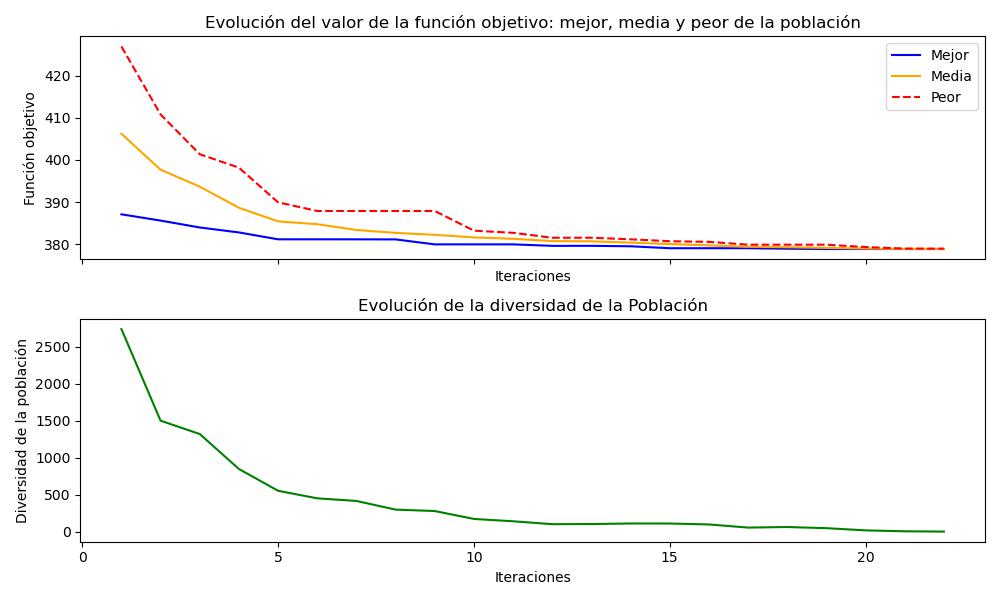 Evolución del valor de la función objetivo: mejor, media y peor de la población
Función objetivo
420
410
400
390
380
Mejor
Media
Peor
Iteraciones
Evolución de la diversidad de la Población
Diversidad de la población
2500
2000
1500
1000
500
0
0 5 10 15 20
Iteraciones